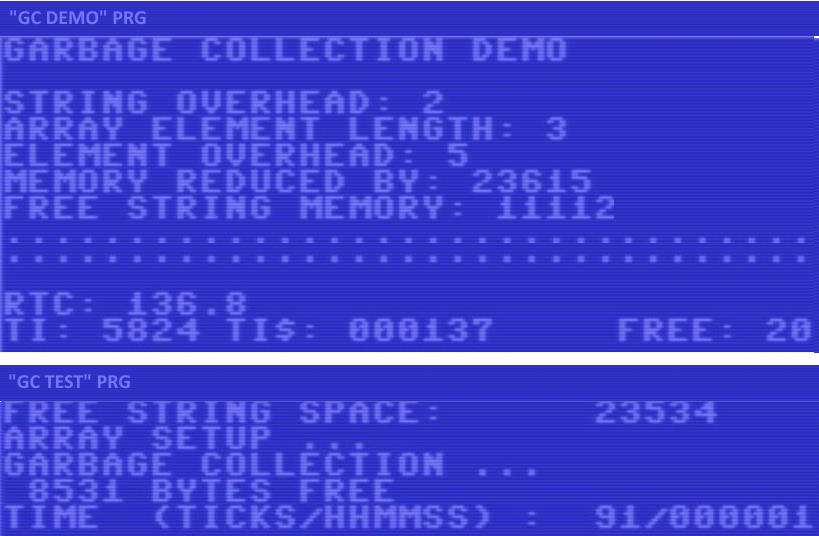 "GC DEMO" PRG
GARBAGE COLLECTION DEMO
STRING OVERHEAD: 2
ARRAY ELEMENT LENGTH: 3
ELEMENT OVERHEAD: 5
MEMORY REDUCED BY: 23615
FREE STRING MEMORY: 11112
:::::::::::::::::::::::::::::::::
RTC: 136.8
TI: 5824 TI$: 000137 FREE: 20
"GC TEST" PRG
FREE STRING SPACE: 23534
ARRAY SETUP ...
GARBAGE COLLECTION ...
8531 BYTES FREE
TIME (TICKS/HHMMSS) : 91/000001